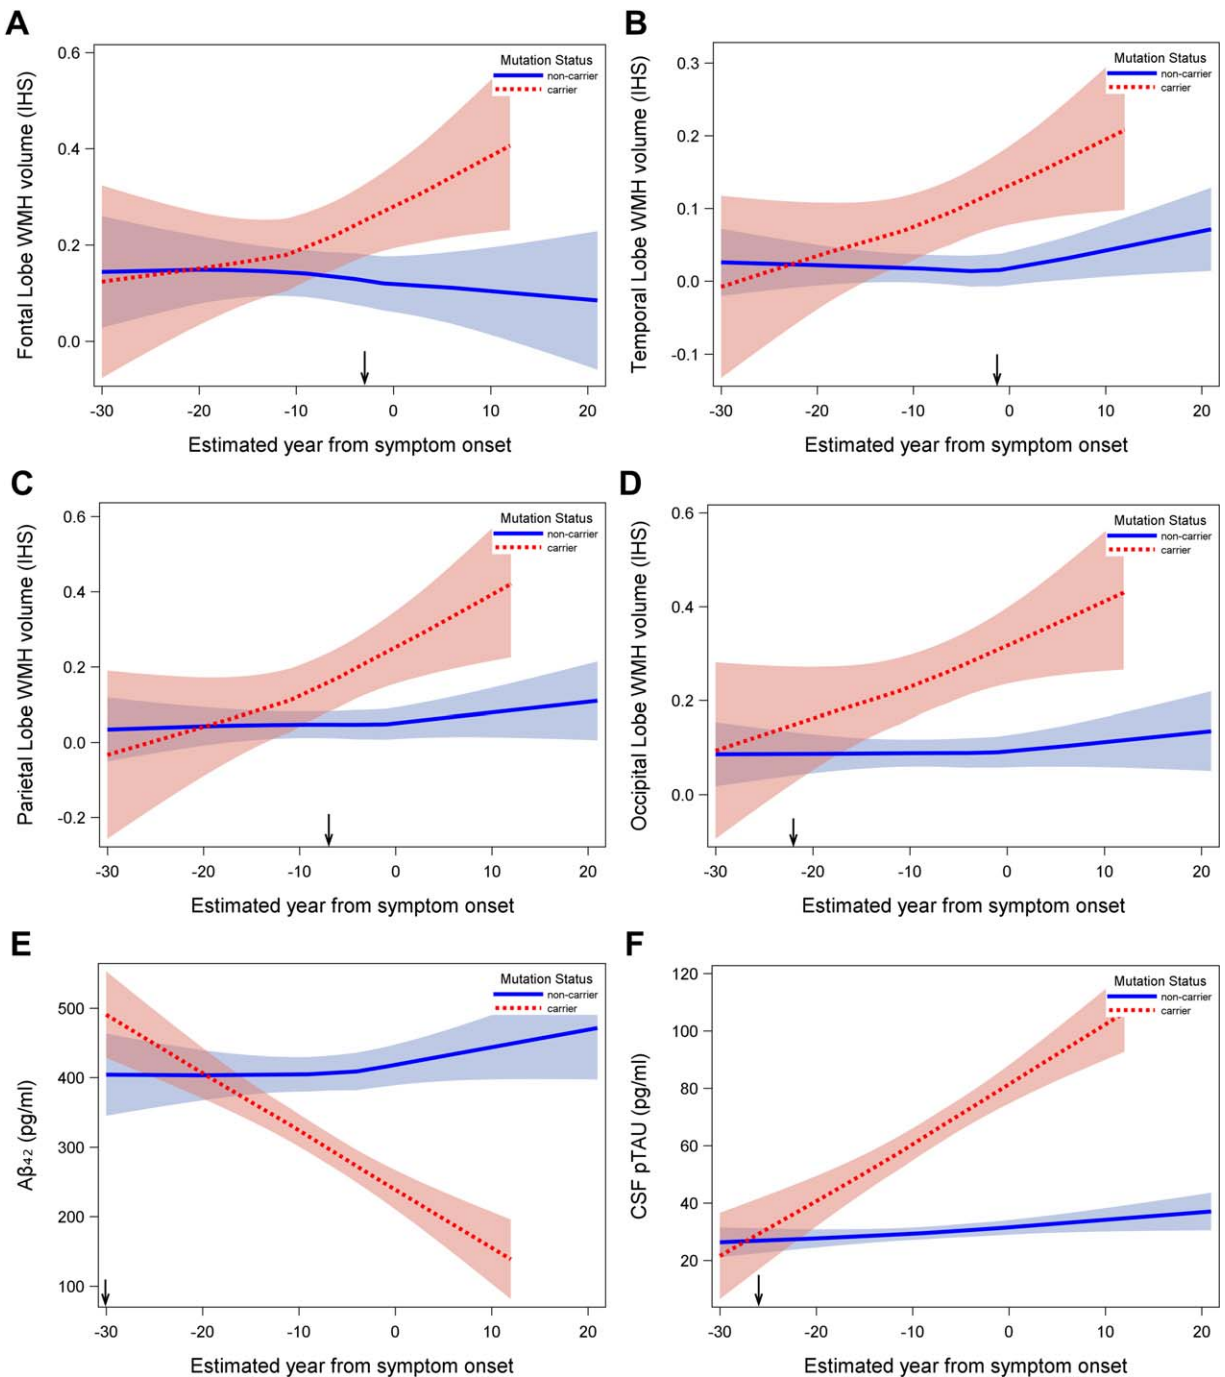 A
Fontal Lobe WMH volume (IHS)
0.6
0.4
0.2
0.0
Mutation Status
non-carrier
carrier
-30 -20 -10 0 10 20
Estimated year from symptom onset
B
Temporal Lobe WMH volume (IHS)
0.3
0.2
0.1
0.0
-0.1
Mutation Status
non-carrier
carrier
-30 -20 -10 0 10 20
Estimated year from symptom onset
C
Parietal Lobe WMH volume (IHS)
0.6
0.4
0.2
0.0
-0.2
Mutation Status
non-carrier
carrier
-30 -20 -10 0 10 20
Estimated year from symptom onset
D
Occipital Lobe WMH volume (IHS)
0.6
0.4
0.2
0.0
Mutation Status
non-carrier
carrier
-30 -20 -10 0 10 20
Estimated year from symptom onset
E
Aβ₄₂ (pg/ml)
500
400
300
200
100
Mutation Status
non-carrier
carrier
-30 -20 -10 0 10 20
Estimated year from symptom onset
F
CSF pTAU (pg/ml)
120
100
80
60
40
20
Mutation Status
non-carrier
carrier
-30 -20 -10 0 10 20
Estimated year from symptom onset